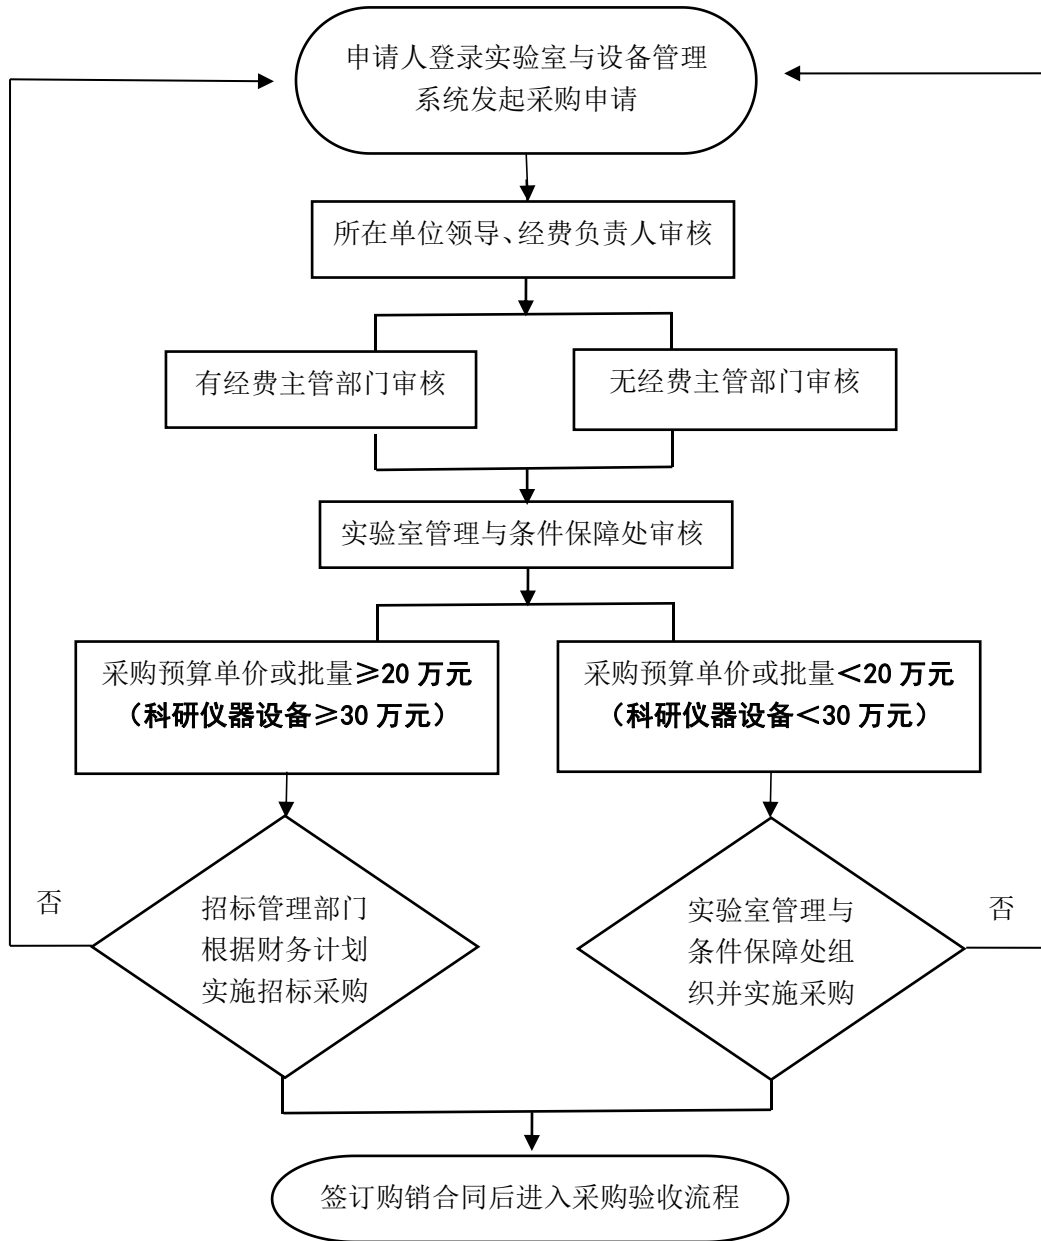 申请人登录实验室与设备管理
系统发起采购申请
所在单位领导、经费负责人审核
有经费主管部门审核
无经费主管部门审核
实验室管理与条件保障处审核
采购预算单价或批量≥20 万元
（科研仪器设备≥30 万元）
采购预算单价或批量＜20 万元
（科研仪器设备＜30 万元）
否
招标管理部门
根据财务计划
实施招标采购
实验室管理与
条件保障处组
织并实施采购
否
签订购销合同后进入采购验收流程